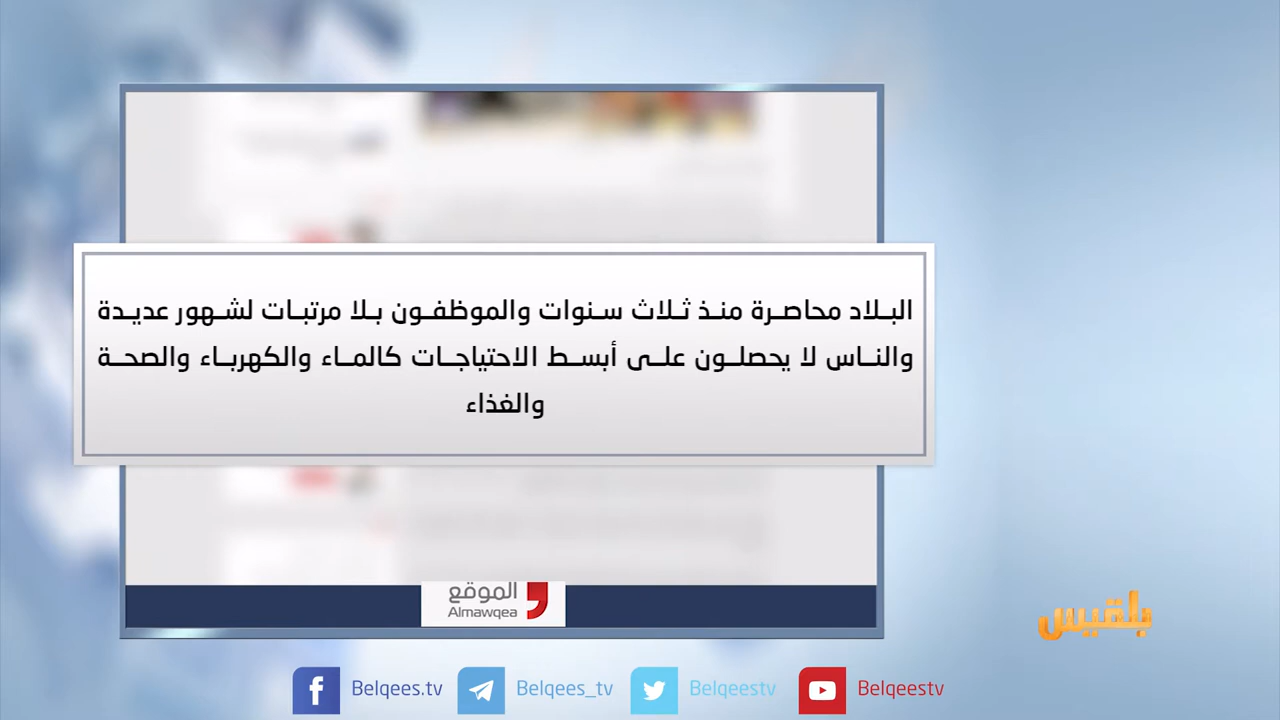 البلاد محاصرة منذ ثلاث سنوات والموظفون بلا مرتبات لشهور عديدة
والناس لا يحصلون على أبسط الاحتياجات كالماء والكهرباء والصحة
والغذاء
الموقع
Almawqea
بلقيس
Belqees.tv
Belqees_tv
Belqeestv
Belqeestv